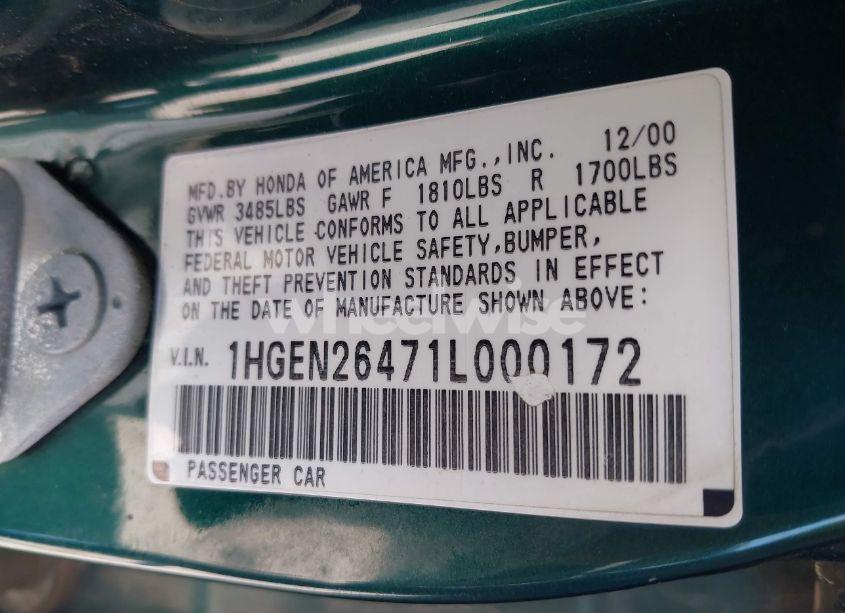 12/00
MFD.BY HONDA OF AMERICA MFG.,INC.
GVWR 3485LBS GAWR F 1810LBS R 1700LBS
THIS VEHICLE CONFORMS TO ALL APPLICABLE
FEDERAL MOTOR VEHICLE SAFETY,BUMPER,
AND THEFT PREVENTION STANDARDS IN EFFECT
ON THE DATE OF MANUFACTURE SHOWN ABOVE:
wheelwise
V.I.N. 1HGEN26471L000172
PASSENGER CAR